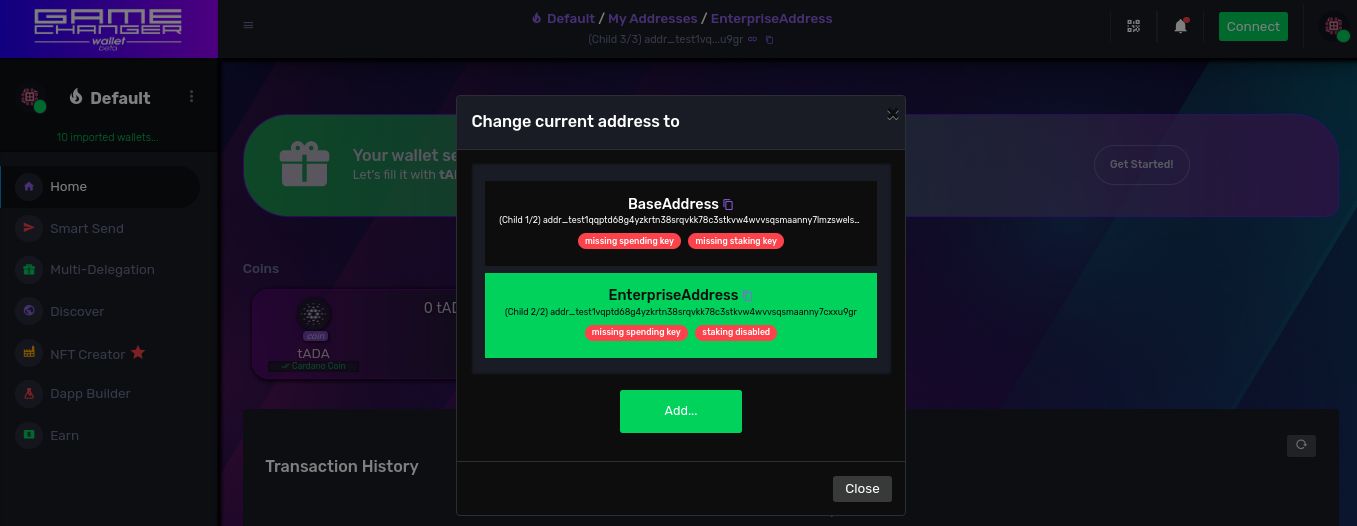 GAME
CHANGER
wallet
beta
Default / My Addresses / EnterpriseAddress
(Child 3/3) addr_test1vq...u9gr
Connect
Default
10 imported wallets...
Home
Smart Send
Multi-Delegation
Discover
NFT Creator
Dapp Builder
Earn
Your wallet se
Let's fill it with tA
Get Started!
Coins
0 tAD
coin
tADA
Cardano Coin
Transaction History
Change current address to
BaseAddress
(Child 1/2) addr_test1qqptd68g4yzkrtn38srqvkk78c3stkvw4wvvsqsmaanny7lmzswels...
missing spending key missing staking key
EnterpriseAddress
(Child 2/2) addr_test1vqptd68g4yzkrtn38srqvkk78c3stkvw4wvvsqsmaanny7cxxu9gr
missing spending key staking disabled
Add...
Close